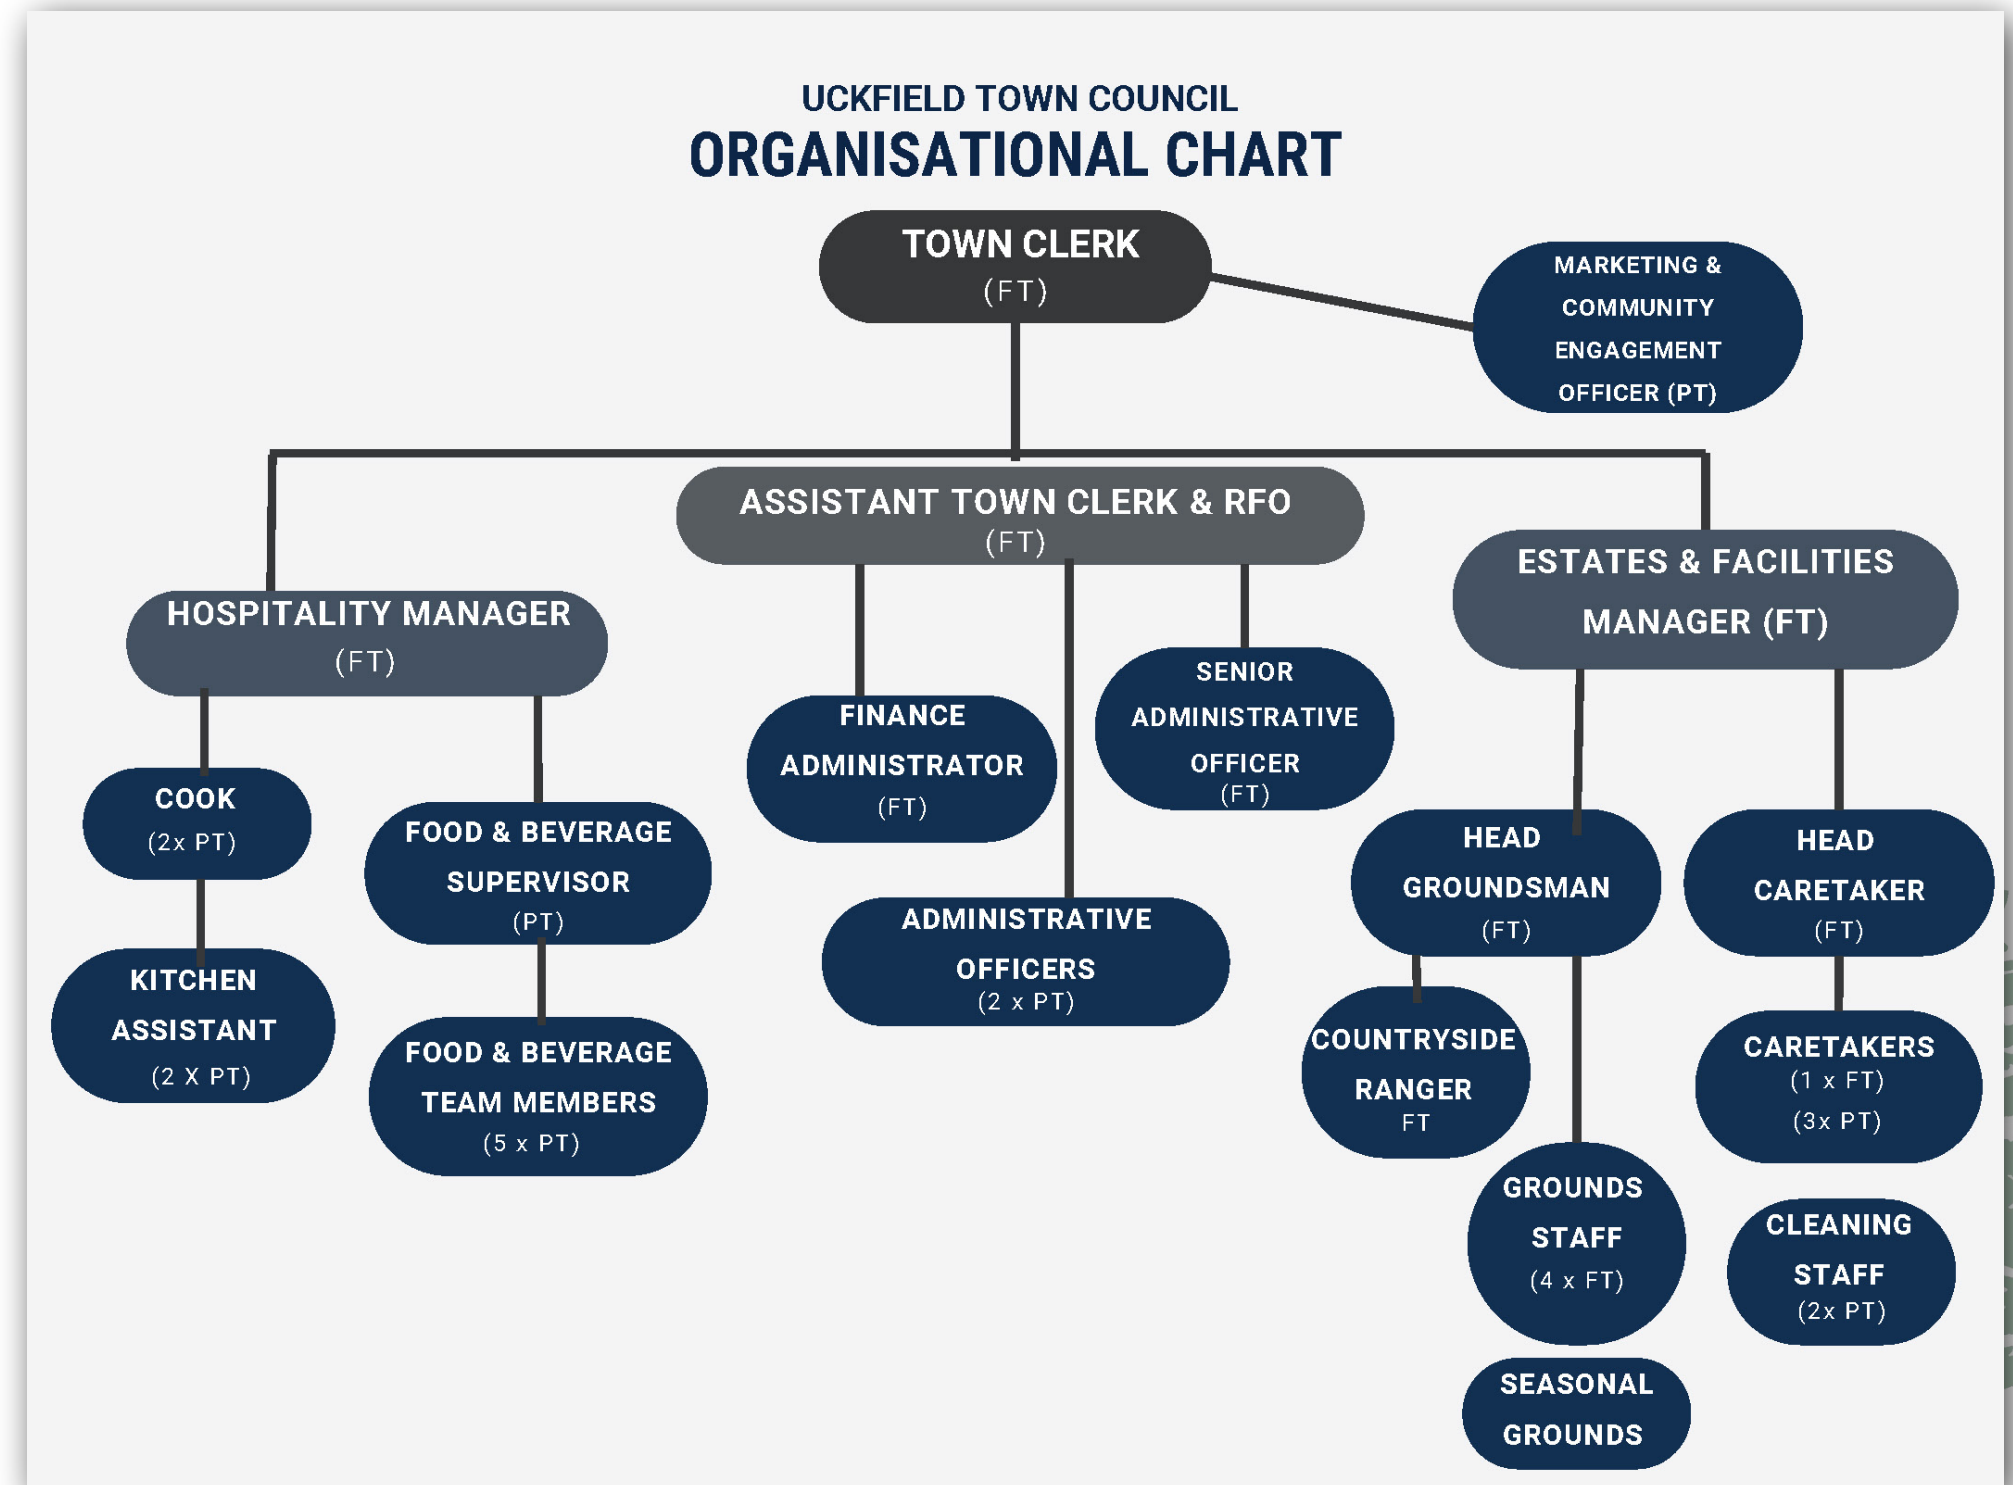 UCKFIELD TOWN COUNCIL
ORGANISATIONAL CHART
TOWN CLERK
(FT)
MARKETING &
COMMUNITY
ENGAGEMENT
OFFICER (PT)
ASSISTANT TOWN CLERK & RFO
(FT)
ESTATES & FACILITIES
MANAGER (FT)
HOSPITALITY MANAGER
(FT)
SENIOR
ADMINISTRATIVE
OFFICER
(FT)
FINANCE
ADMINISTRATOR
(FT)
COOK
(2x PT)
FOOD & BEVERAGE
SUPERVISOR
(PT)
HEAD
GROUNDSMAN
(FT)
HEAD
CARETAKER
(FT)
ADMINISTRATIVE
OFFICERS
(2 x PT)
KITCHEN
ASSISTANT
(2 X PT)
FOOD & BEVERAGE
TEAM MEMBERS
(5 x PT)
COUNTRYSIDE
RANGER
FT
CARETAKERS
(1 x FT)
(3x PT)
GROUNDS
STAFF
(4 x FT)
CLEANING
STAFF
(2x PT)
SEASONAL
GROUNDS